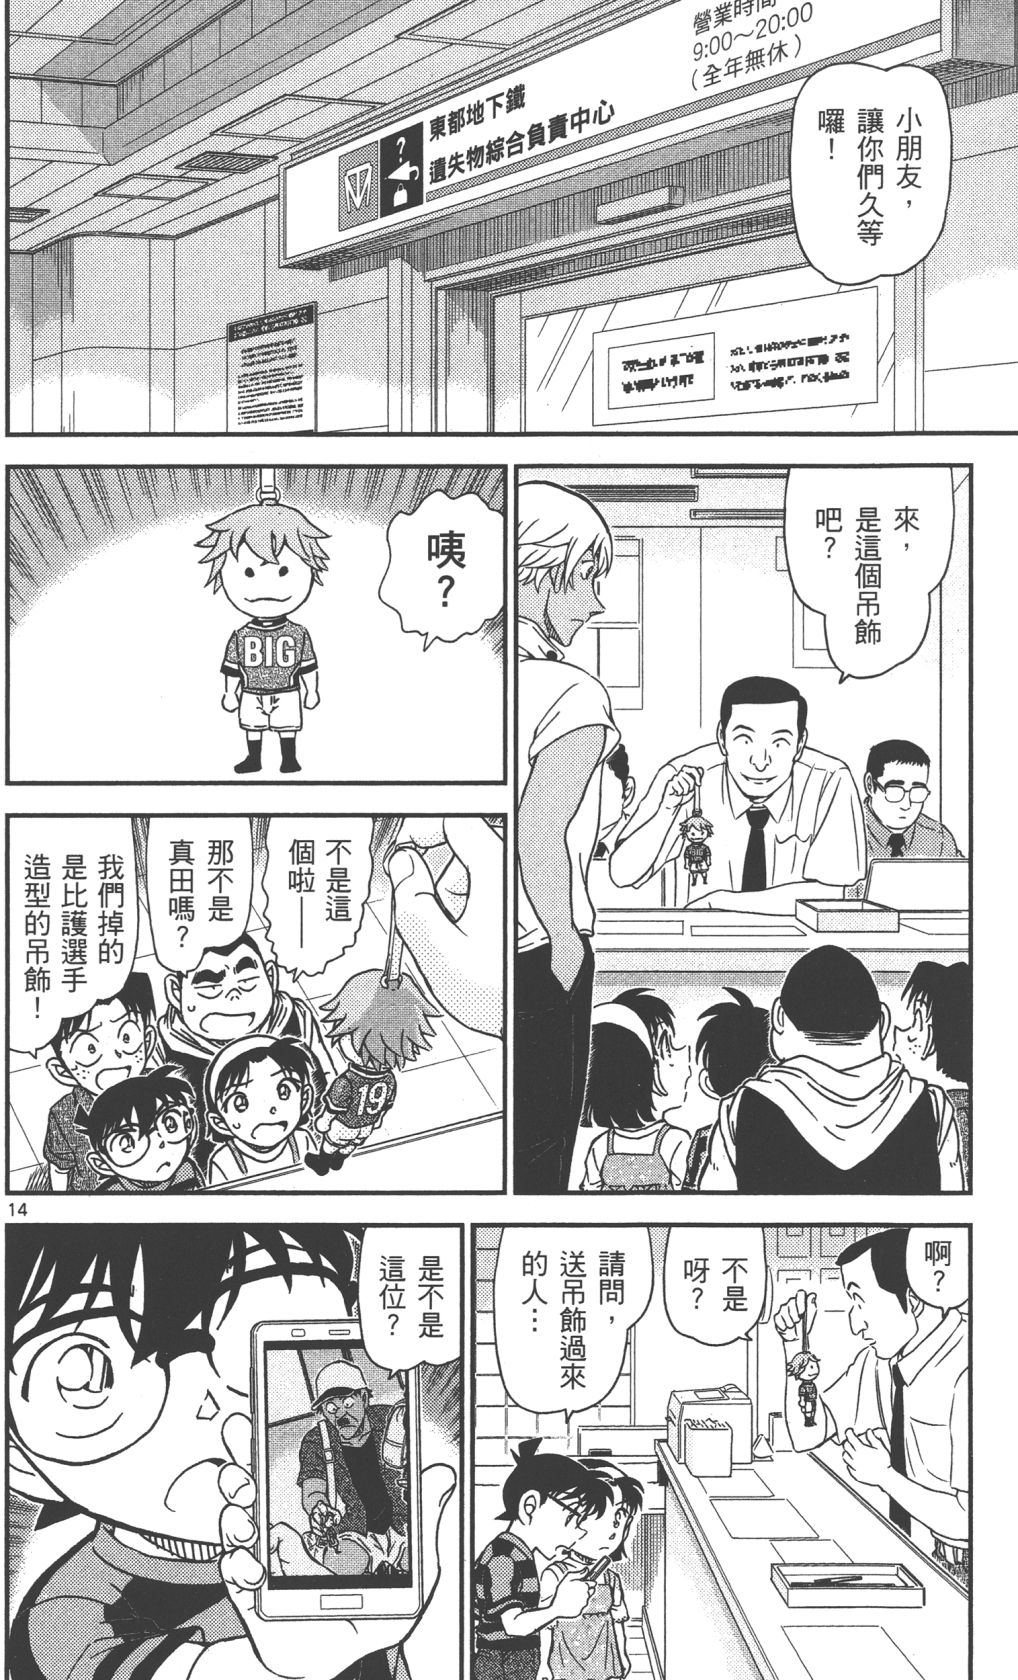 營業時間
9:00～20:00
（全年無休）
東都地下鐵
遺失物綜合負責中心
?
小朋友，
讓你們久等
囉！
來，
是這個吊飾
吧？
BIG
咦？
BIG
不是這
個啦——
那不是
真田嗎？
我們掉的
是比護選手
造型的吊飾！
19
14
啊？
不是
呀？
請問，
送吊飾過來
的人…
是不是
這位？